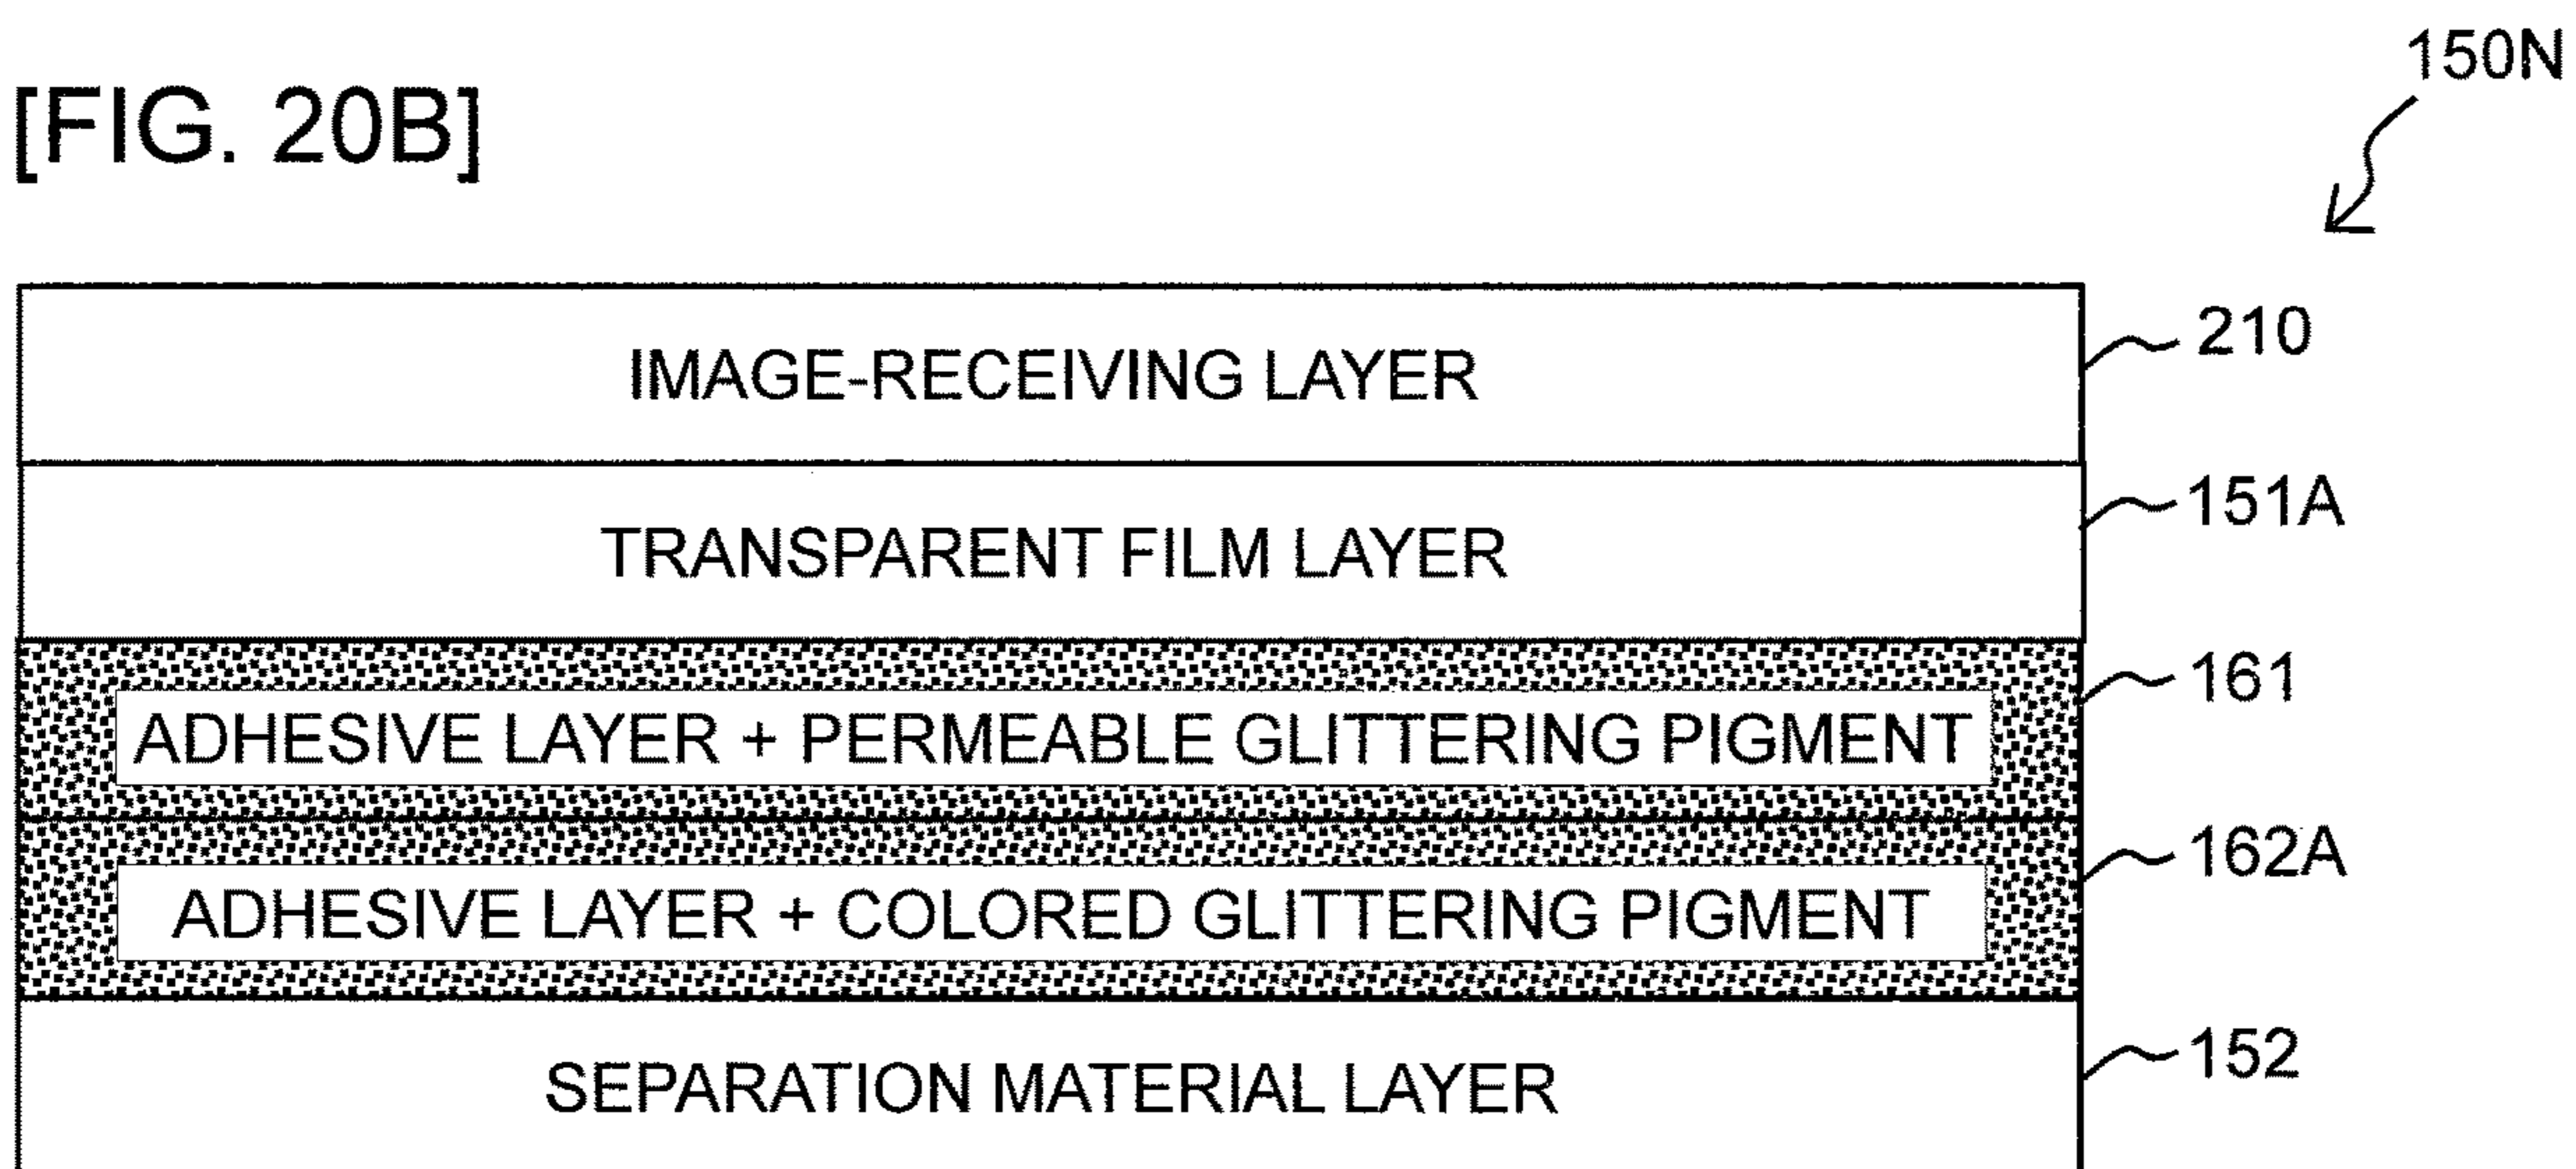 150N
[FIG. 20B]
IMAGE-RECEIVING LAYER 210
TRANSPARENT FILM LAYER 151A
ADHESIVE LAYER + PERMEABLE GLITTERING PIGMENT 161
ADHESIVE LAYER + COLORED GLITTERING PIGMENT 162A
SEPARATION MATERIAL LAYER 152